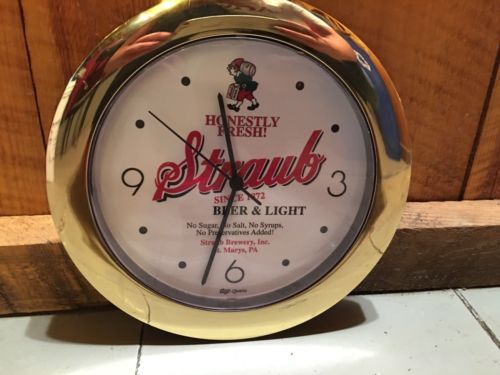 HONESTLY
FRESH!
Straub
SINCE 1872
BEER & LIGHT
9
3
No Sugar, No Salt, No Syrups,
No Preservatives Added!
Straub Brewery, Inc.
St. Marys, PA
6